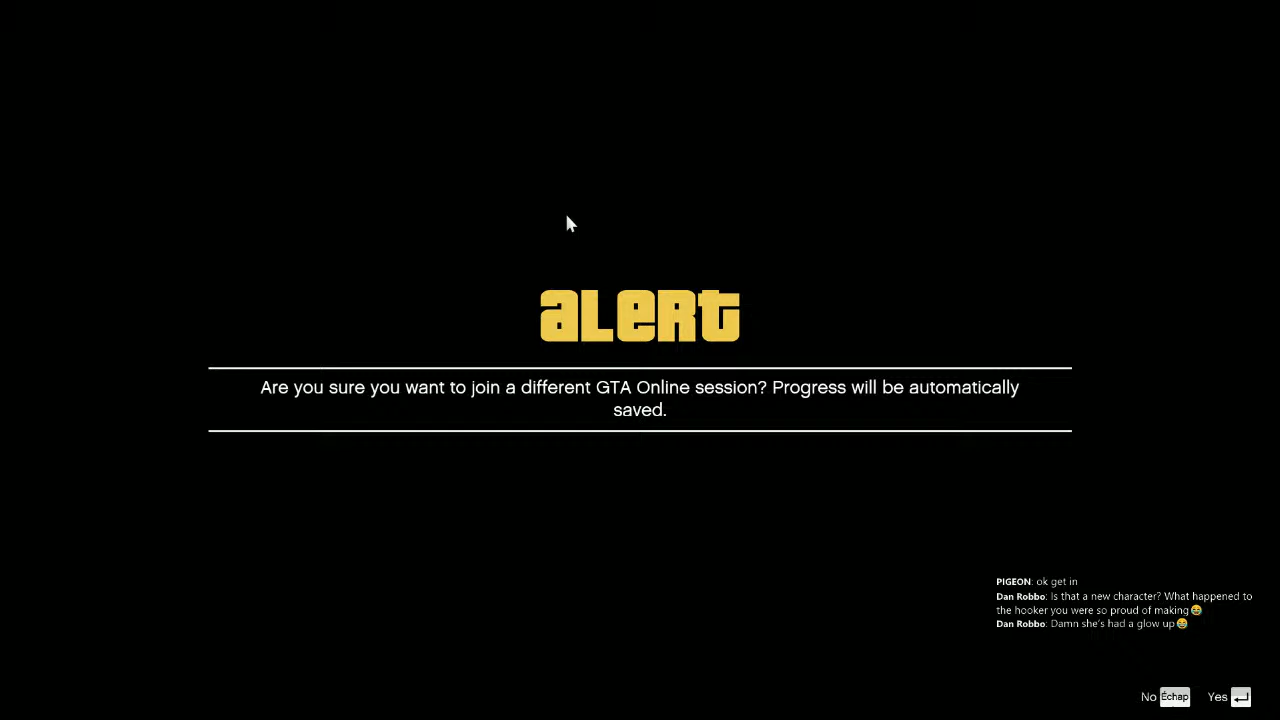 ALERT
Are you sure you want to join a different GTA Online session? Progress will be automatically
saved.
PIGEON: ok get in
Dan Robbo: Is that a new character? What happened to
the hooker you were so proud of making😂
Dan Robbo: Damn she's had a glow up😂
No Échap Yes